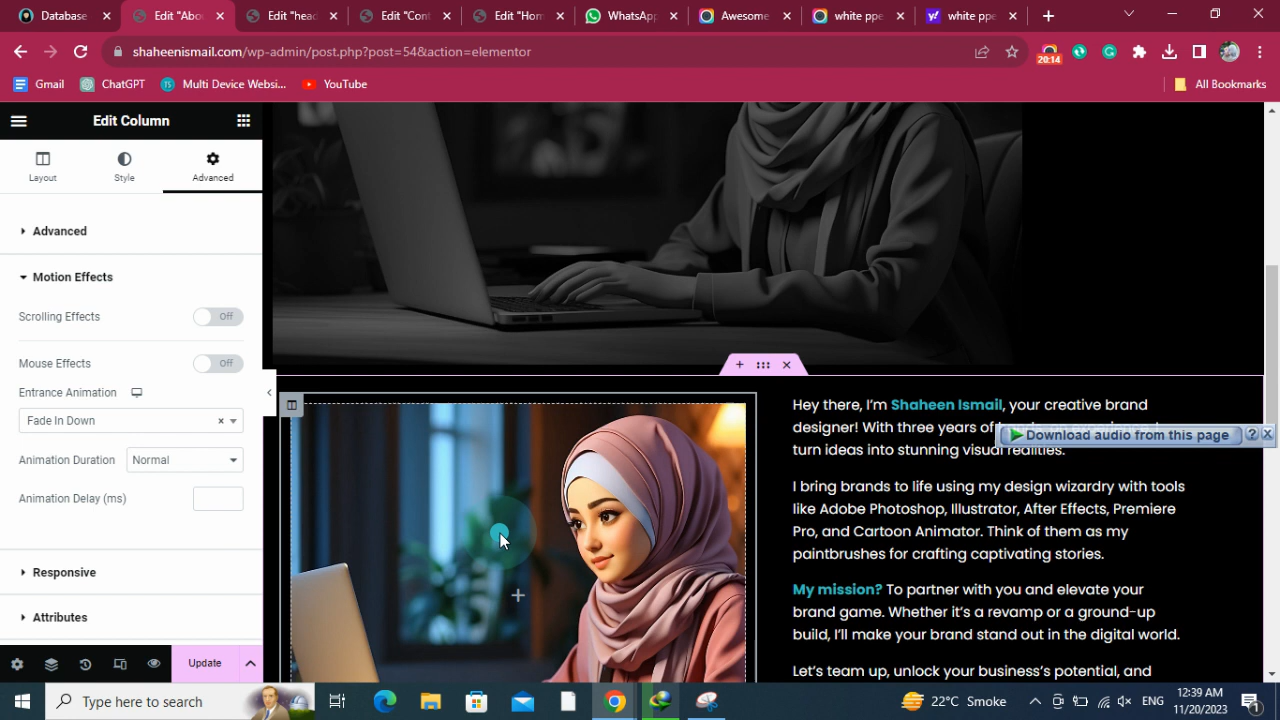 Database
Edit "Abo
Edit "head
Edit "Cont
Edit "Hom
WhatsApp
Awesome
white ppe
white ppe
shaheenismail.com/wp-admin/post.php?post=54&action=elementor
20:14
Gmail
ChatGPT
Multi Device Websi...
YouTube
All Bookmarks
Edit Column
Layout
Style
Advanced
Advanced
Motion Effects
Scrolling Effects
Off
Mouse Effects
Off
Entrance Animation
Fade In Down
Animation Duration
Normal
Animation Delay (ms)
Responsive
Attributes
Update
Hey there, I'm Shaheen Ismail, your creative brand
designer! With three years of
turn ideas into stunning visual realities.
Download audio from this page
I bring brands to life using my design wizardry with tools
like Adobe Photoshop, Illustrator, After Effects, Premiere
Pro, and Cartoon Animator. Think of them as my
paintbrushes for crafting captivating stories.
My mission? To partner with you and elevate your
brand game. Whether it's a revamp or a ground-up
build, I'll make your brand stand out in the digital world.
Let's team up, unlock your business's potential, and
Type here to search
22°C Smoke
ENG
12:39 AM
11/20/2023
1